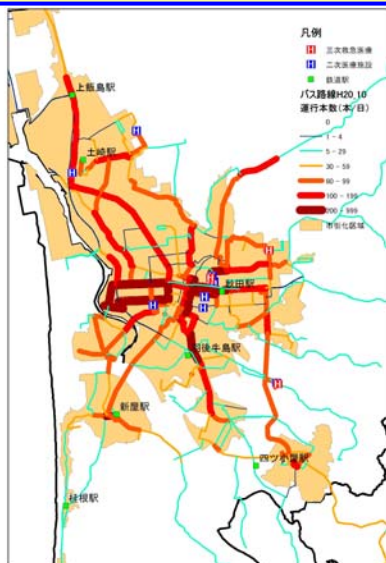 凡例
H 三次救急医療
H 二次医療施設
鉄道駅
バス路線H20.10
運行本数(本/日)
0
1 - 4
5 - 29
30 - 59
60 - 99
100 - 199
200 - 999
市街化区域
上飯島駅
土崎駅
H
H
H
秋田駅
H
H
H
H
羽後牛島駅
H
新屋駅
四ツ小屋駅
桂根駅